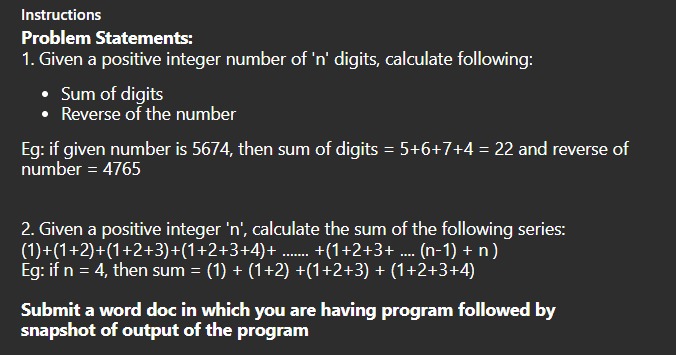 Instructions
Problem Statements:
1. Given a positive integer number of 'n' digits, calculate following:
• Sum of digits
• Reverse of the number
Eg: if given number is 5674, then sum of digits = 5+6+7+4 = 22 and reverse of
number = 4765
2. Given a positive integer 'n', calculate the sum of the following series:
(1)+(1+2)+(1+2+3)+(1+2+3+4)+ ....... +(1+2+3+ .... (n-1) + n )
Eg: if n = 4, then sum = (1) + (1+2) +(1+2+3) + (1+2+3+4)
Submit a word doc in which you are having program followed by
snapshot of output of the program